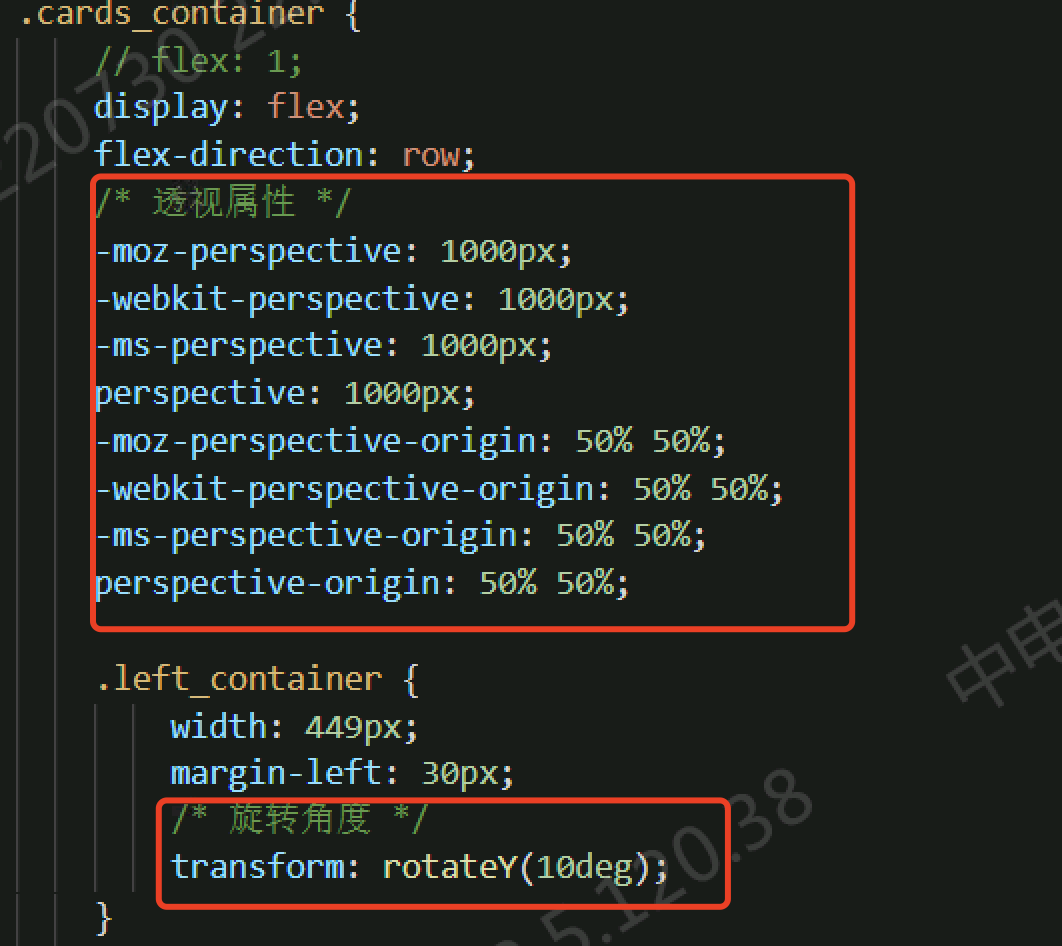 .cards_container {
// flex: 1;
display: flex;
flex-direction: row;
/* 透视属性 */
-moz-perspective: 1000px;
-webkit-perspective: 1000px;
-ms-perspective: 1000px;
perspective: 1000px;
-moz-perspective-origin: 50% 50%;
-webkit-perspective-origin: 50% 50%;
-ms-perspective-origin: 50% 50%;
perspective-origin: 50% 50%;
.left_container {
width: 449px;
margin-left: 30px;
/* 旋转角度 */
transform: rotateY(10deg);
}
220730
中电
5.120.38